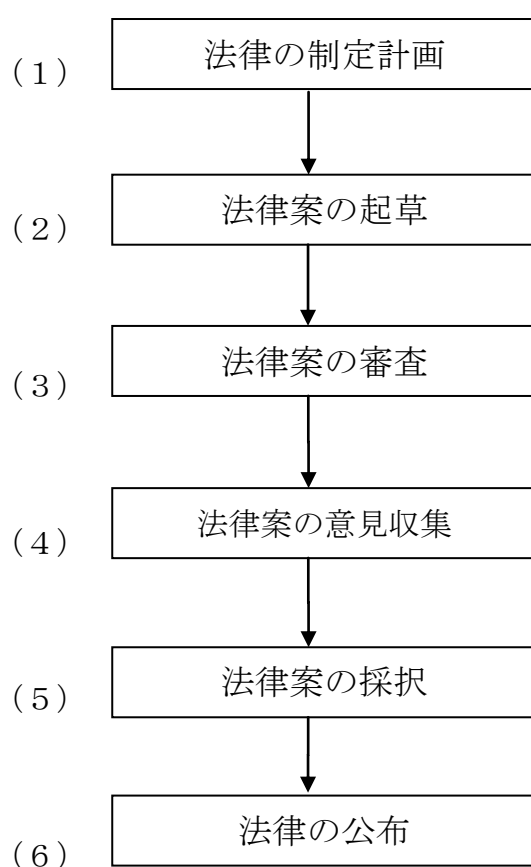 （１） 法律の制定計画
（２） 法律案の起草
（３） 法律案の審査
（４） 法律案の意見収集
（５） 法律案の採択
（６） 法律の公布